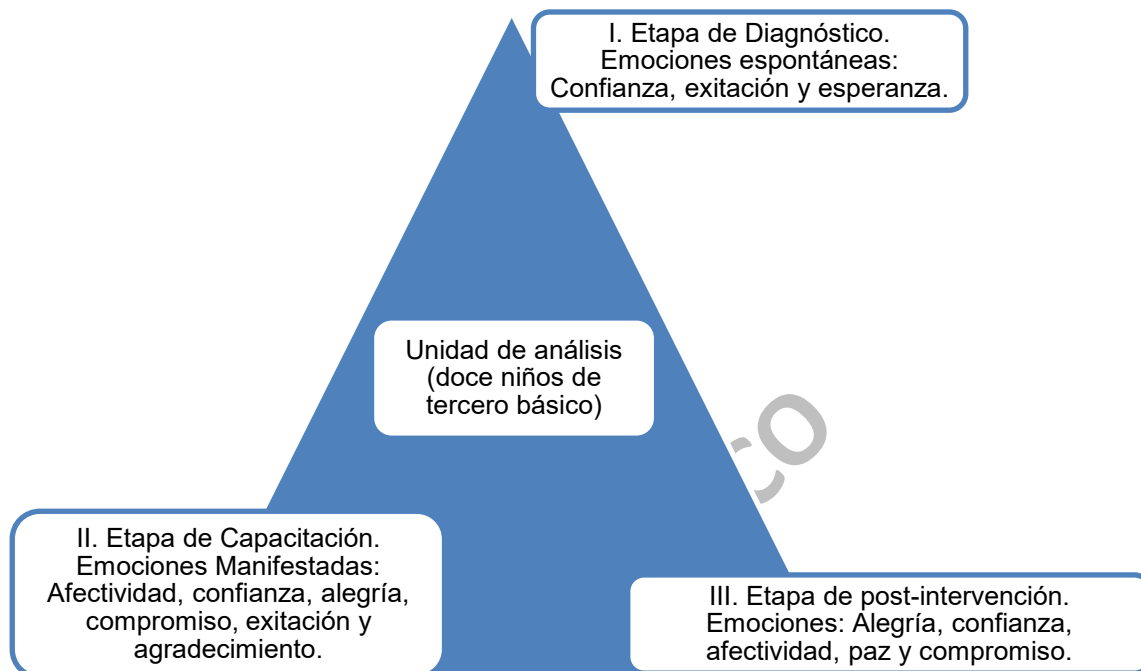 I. Etapa de Diagnóstico.
Emociones espontáneas:
Confianza, exitación y esperanza.
Unidad de análisis
(doce niños de
tercero básico)
II. Etapa de Capacitación.
Emociones Manifestadas:
Afectividad, confianza, alegría,
compromiso, exitación y
agradecimiento.
III. Etapa de post-intervención.
Emociones: Alegría, confianza,
afectividad, paz y compromiso.